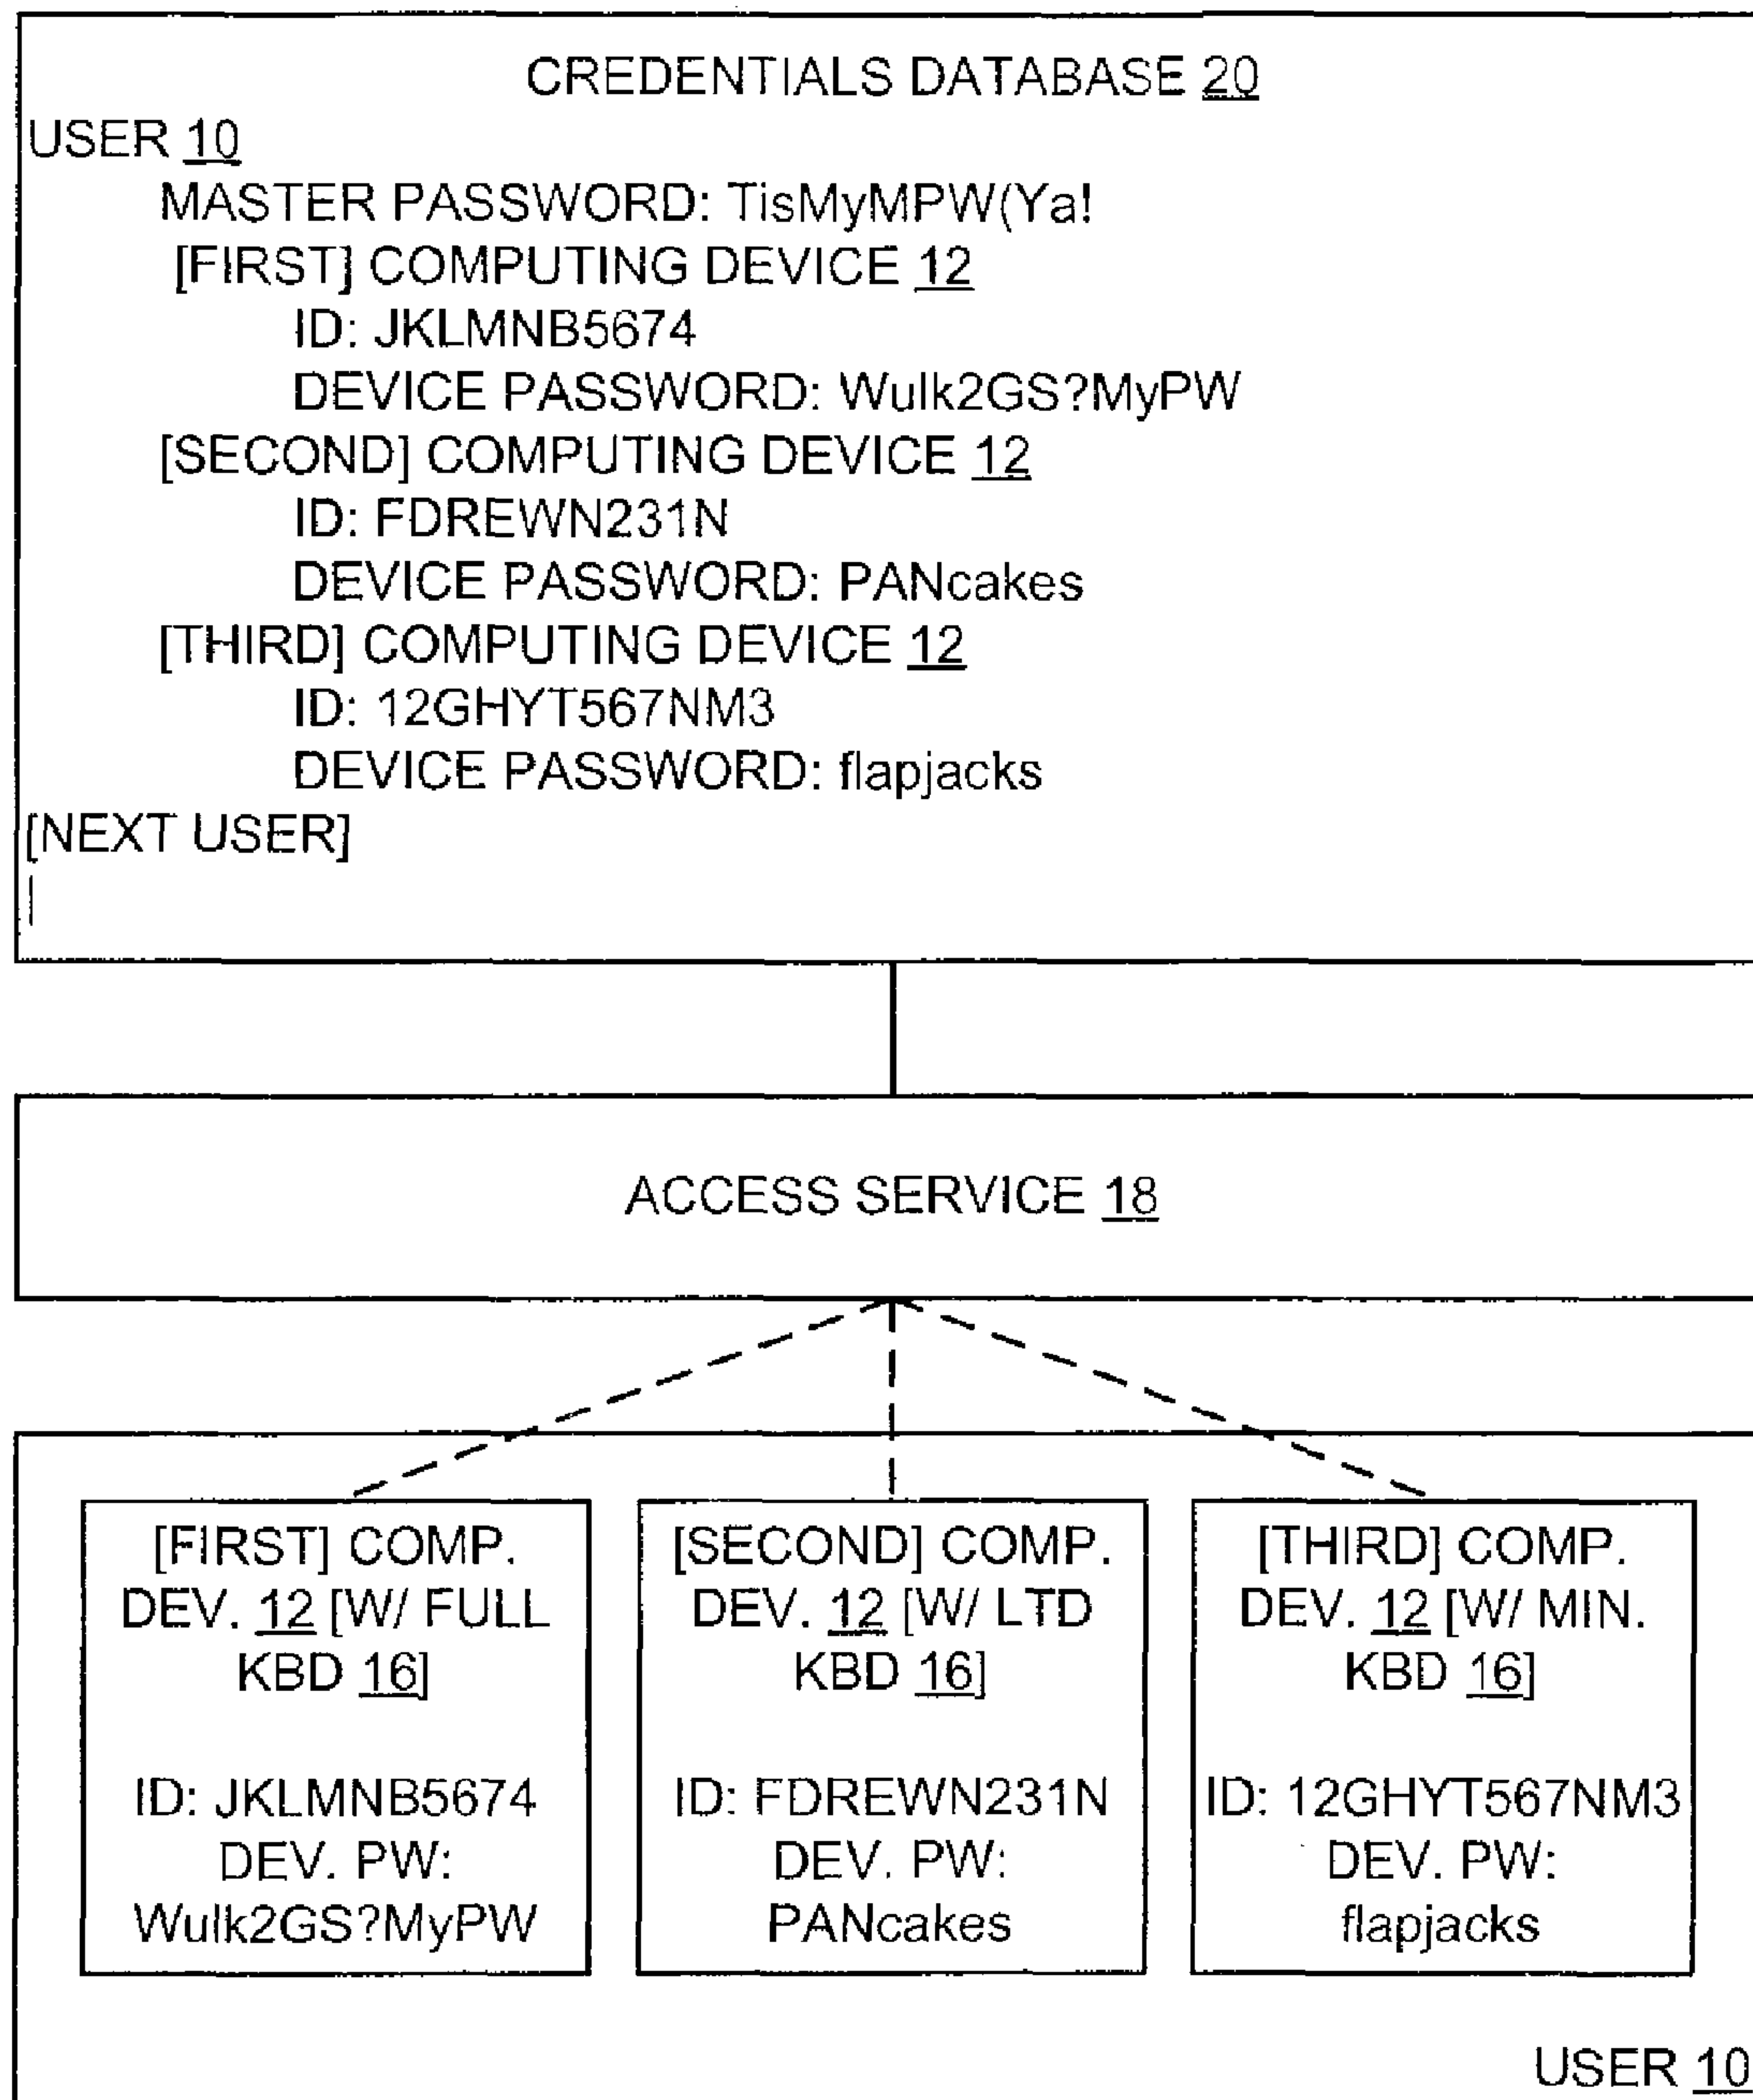 CREDENTIALS DATABASE 20
USER 10
MASTER PASSWORD: TisMyMPW(Ya!
[FIRST] COMPUTING DEVICE 12
ID: JKLMNB5674
DEVICE PASSWORD: Wulk2GS?MyPW
[SECOND] COMPUTING DEVICE 12
ID: FDREWN231N
DEVICE PASSWORD: PANcakes
[THIRD] COMPUTING DEVICE 12
ID: 12GHYT567NM3
DEVICE PASSWORD: flapjacks
[NEXT USER]
ACCESS SERVICE 18
[FIRST] COMP.
DEV. 12 [W/ FULL
KBD 16]
ID: JKLMNB5674
DEV. PW:
Wulk2GS?MyPW
[SECOND] COMP.
DEV. 12 [W/ LTD
KBD 16]
ID: FDREWN231N
DEV. PW:
PANcakes
[THIRD] COMP.
DEV. 12 [W/ MIN.
KBD 16]
ID: 12GHYT567NM3
DEV. PW:
flapjacks
USER 10